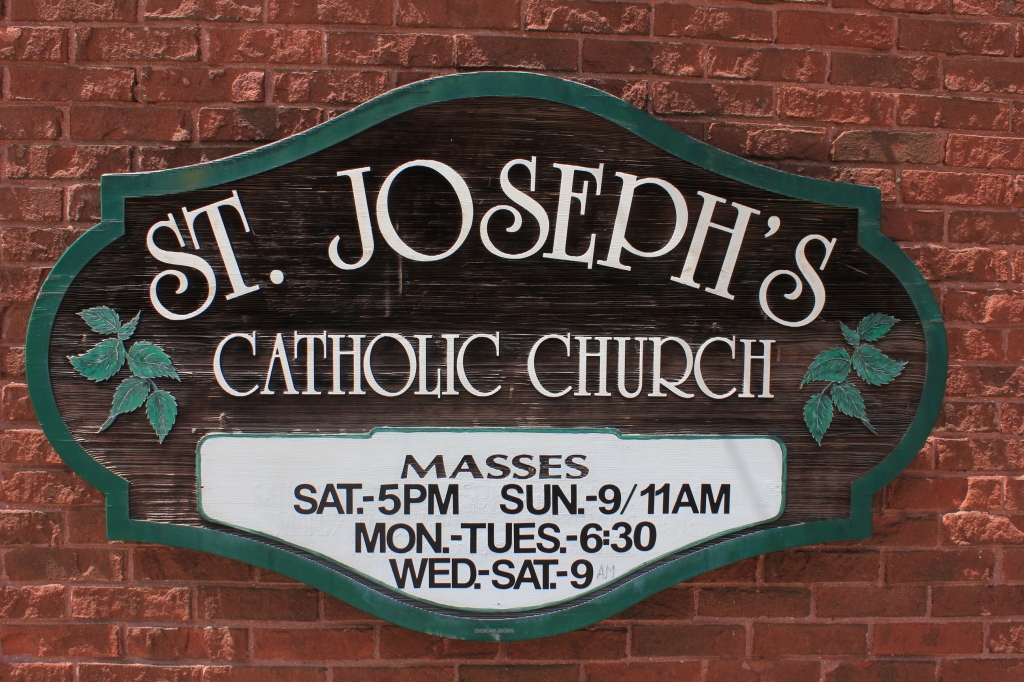 ST. JOSEPH'S
CATHOLIC CHURCH
MASSES
SAT.-5PM SUN.-9/11AM
MON.-TUES.-6:30
WED.-SAT.-9 AM